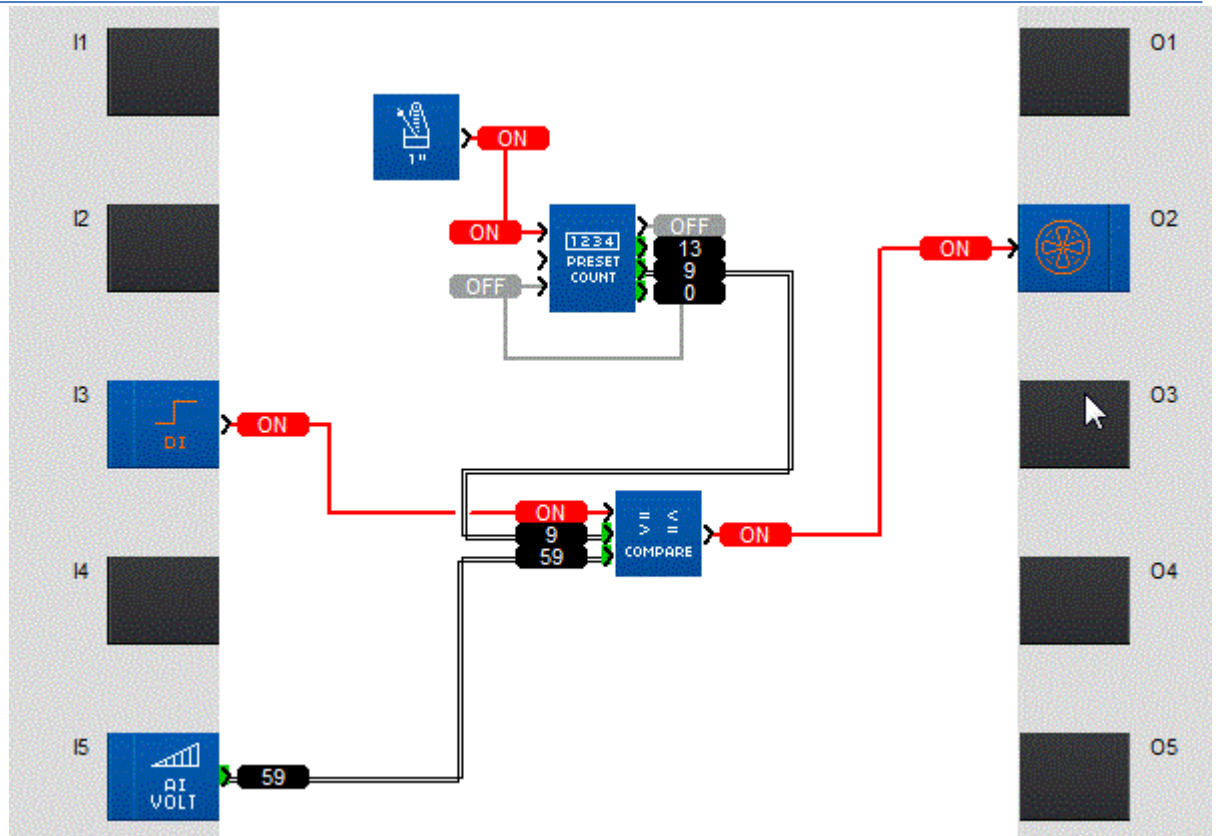 I1
O1
1"
ON
I2
O2
ON
1234
PRESET
COUNT
OFF
13
9
0
OFF
ON
I3
DI
ON
O3
ON
9
59
= <
> =
COMPARE
ON
I4
O4
I5
AI
VOLT
59
O5